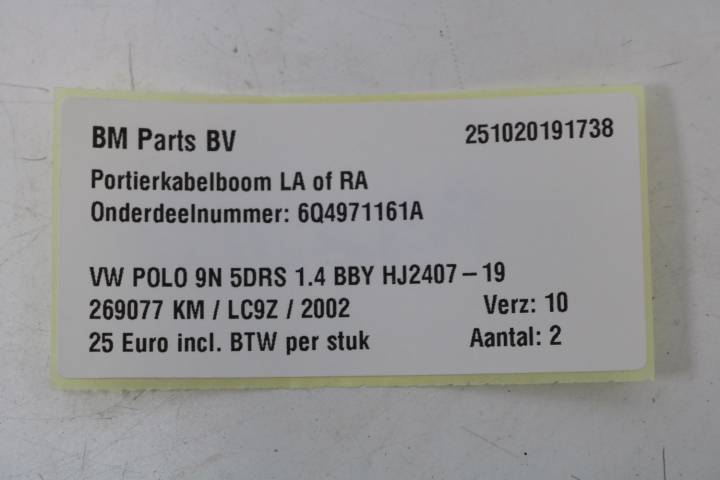 BM Parts BV 251020191738
Portierkabelboom LA of RA
Onderdeelnummer: 6Q4971161A
VW POLO 9N 5DRS 1.4 BBY HJ2407-19
269077 KM / LC9Z / 2002 Verz: 10
25 Euro incl. BTW per stuk Aantal: 2